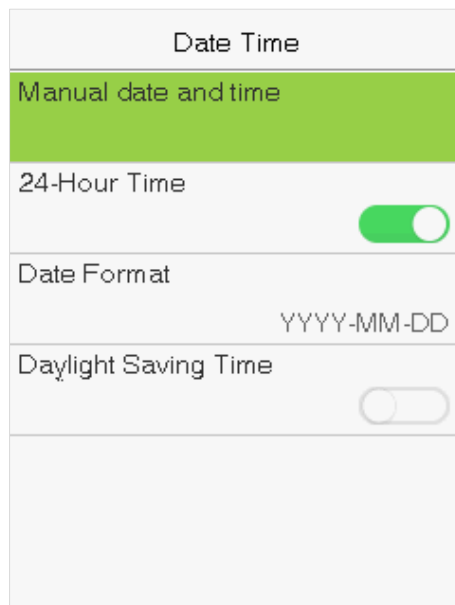 Date Time
Manual date and time
24-Hour Time
Date Format
YYYY-MM-DD
Daylight Saving Time